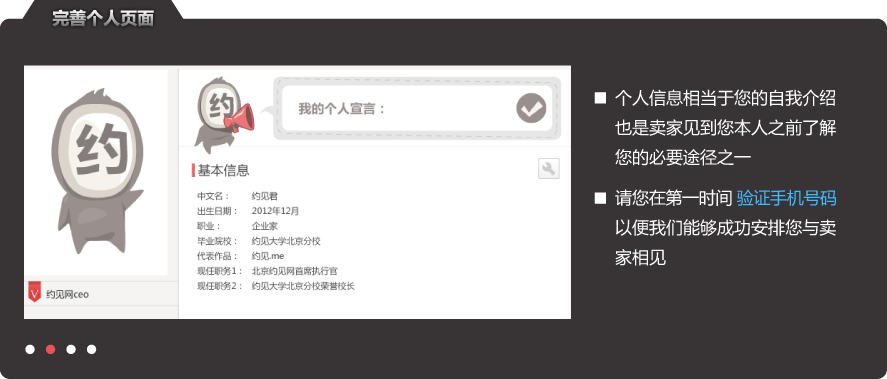 完善个人页面
约
约
我的个人宣言：
基本信息
中文名： 约见君
出生日期： 2012年12月
职业： 企业家
毕业院校： 约见大学北京分校
代表作品： 约见.me
现任职务1： 北京约见网首席执行官
现任职务2： 约见大学北京分校荣誉校长
V 约见网ceo
个人信息相当于您的自我介绍
也是卖家见到您本人之前了解
您的必要途径之一
请您在第一时间 验证手机号码
以便我们能够成功安排您与卖
家相见